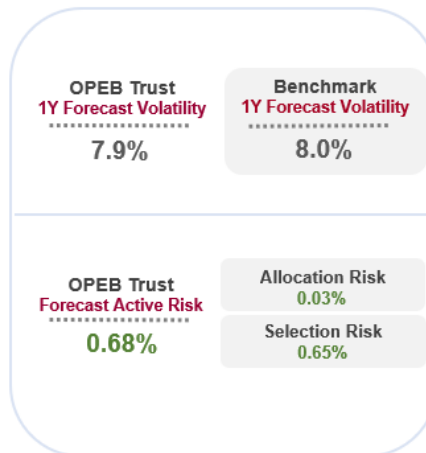 OPEB Trust
1Y Forecast Volatility
7.9%
Benchmark
1Y Forecast Volatility
8.0%
OPEB Trust
Forecast Active Risk
0.68%
Allocation Risk
0.03%
Selection Risk
0.65%